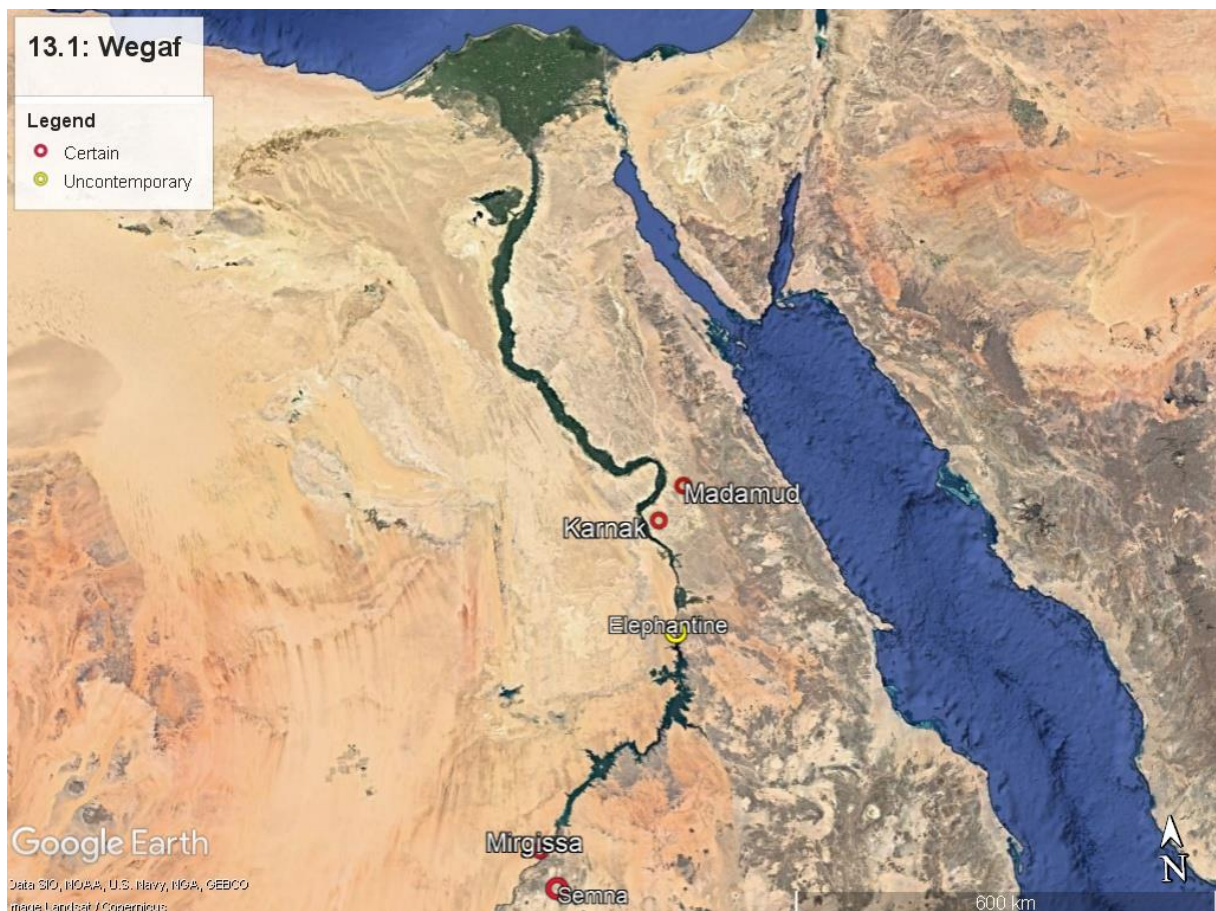 13.1: Wegaf
Legend
Certain
Uncontemporary
Madamud
Karnak
Elephantine
Mirgissa
Semna
Google Earth
Data SIO, NOAA, U.S. Navy, NGA, GEBCO
Image Landsat / Copernicus
600 km
N